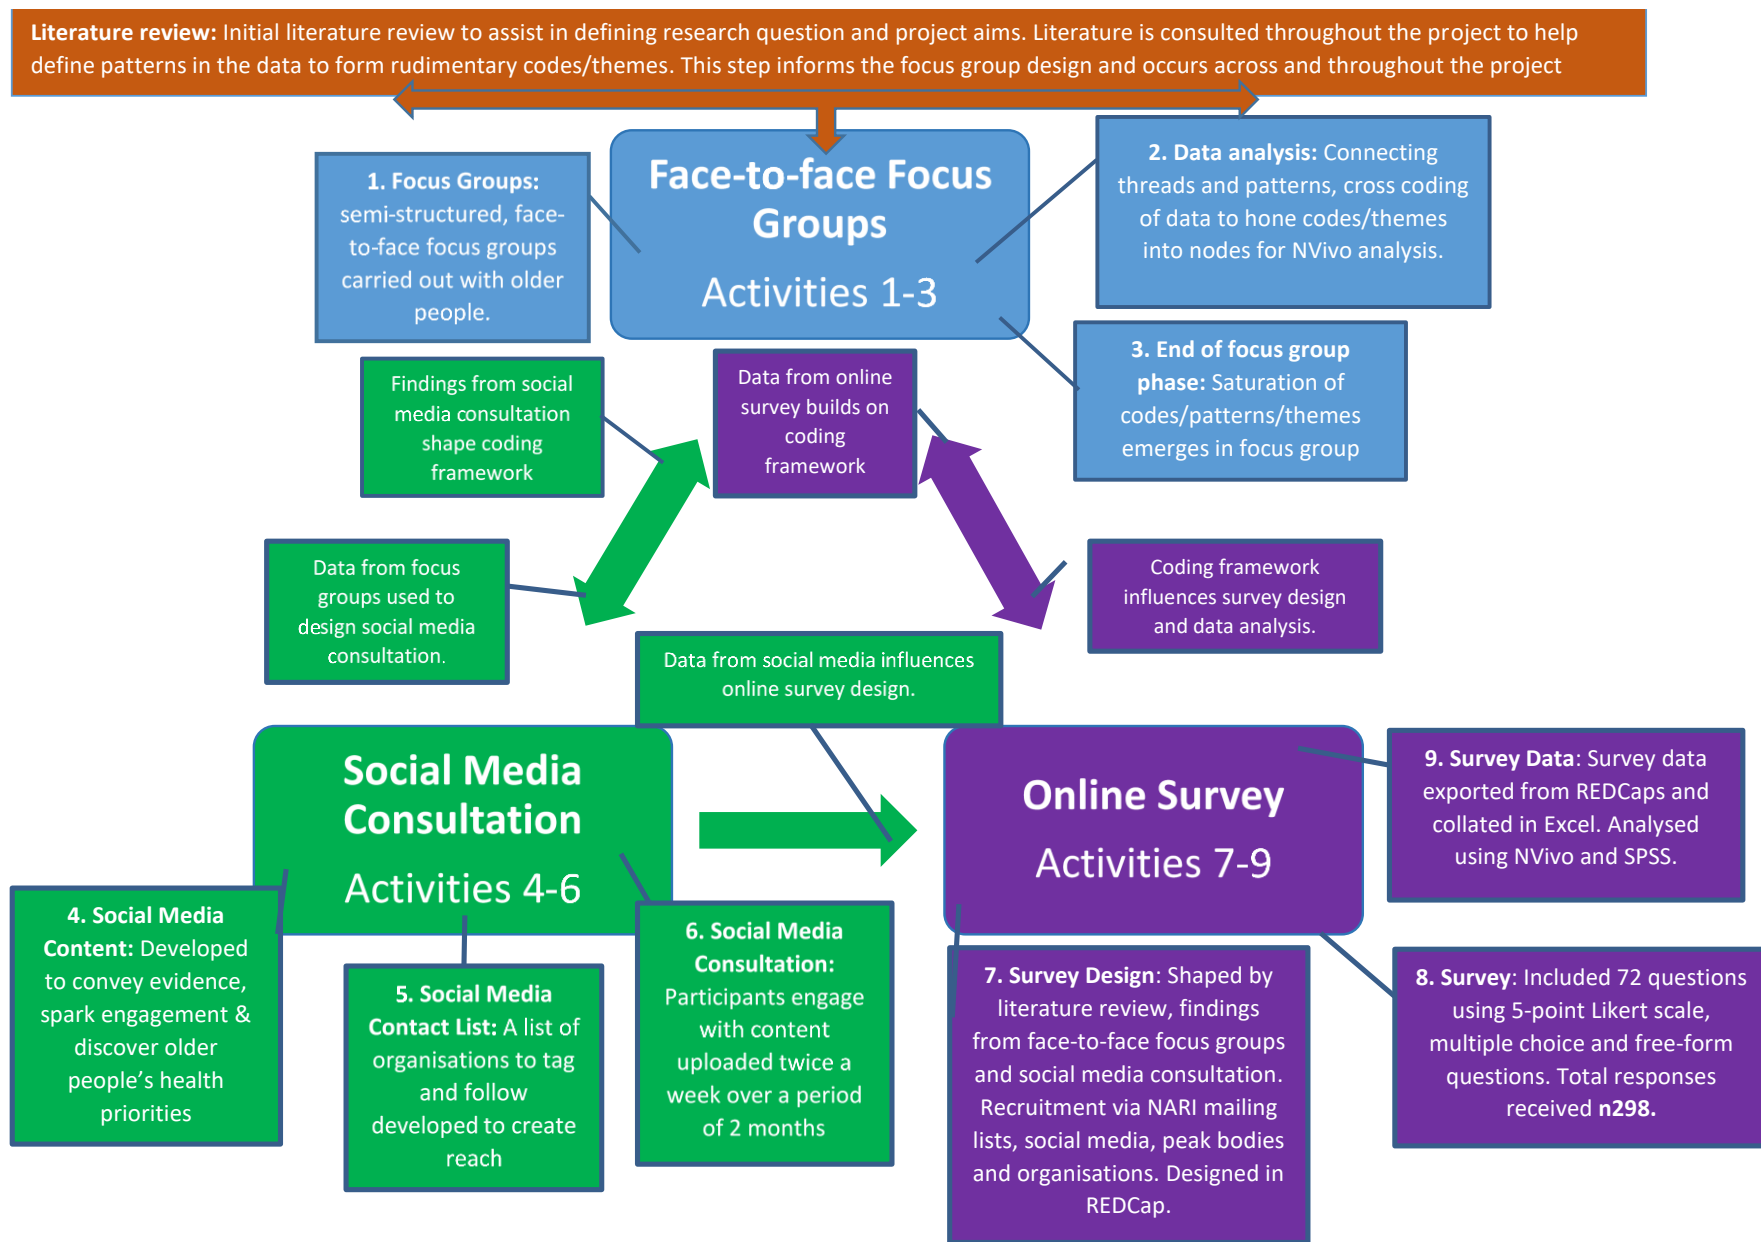 Literature review: Initial literature review to assist in defining research question and project aims. Literature is consulted throughout the project to help
define patterns in the data to form rudimentary codes/themes. This step informs the focus group design and occurs across and throughout the project
Face-to-face Focus
Groups
Activities 1-3
1. Focus Groups:
semi-structured, face-
to-face focus groups
carried out with older
people.
2. Data analysis: Connecting
threads and patterns, cross coding
of data to hone codes/themes
into nodes for NVivo analysis.
3. End of focus group
phase: Saturation of
codes/patterns/themes
emerges in focus group
Findings from social
media consultation
shape coding
framework
Data from online
survey builds on
coding
framework
Data from focus
groups used to
design social media
consultation.
Coding framework
influences survey design
and data analysis.
Data from social media influences
online survey design.
Social Media
Consultation
Activities 4-6
Online Survey
Activities 7-9
4. Social Media
Content: Developed
to convey evidence,
spark engagement &
discover older
people’s health
priorities
5. Social Media
Contact List: A list of
organisations to tag
and follow
developed to create
reach
6. Social Media
Consultation:
Participants engage
with content
uploaded twice a
week over a period
of 2 months
7. Survey Design: Shaped by
literature review, findings
from face-to-face focus groups
and social media consultation.
Recruitment via NARI mailing
lists, social media, peak bodies
and organisations. Designed in
REDCap.
8. Survey: Included 72 questions
using 5-point Likert scale,
multiple choice and free-form
questions. Total responses
received n298.
9. Survey Data: Survey data
exported from REDCaps and
collated in Excel. Analysed
using NVivo and SPSS.